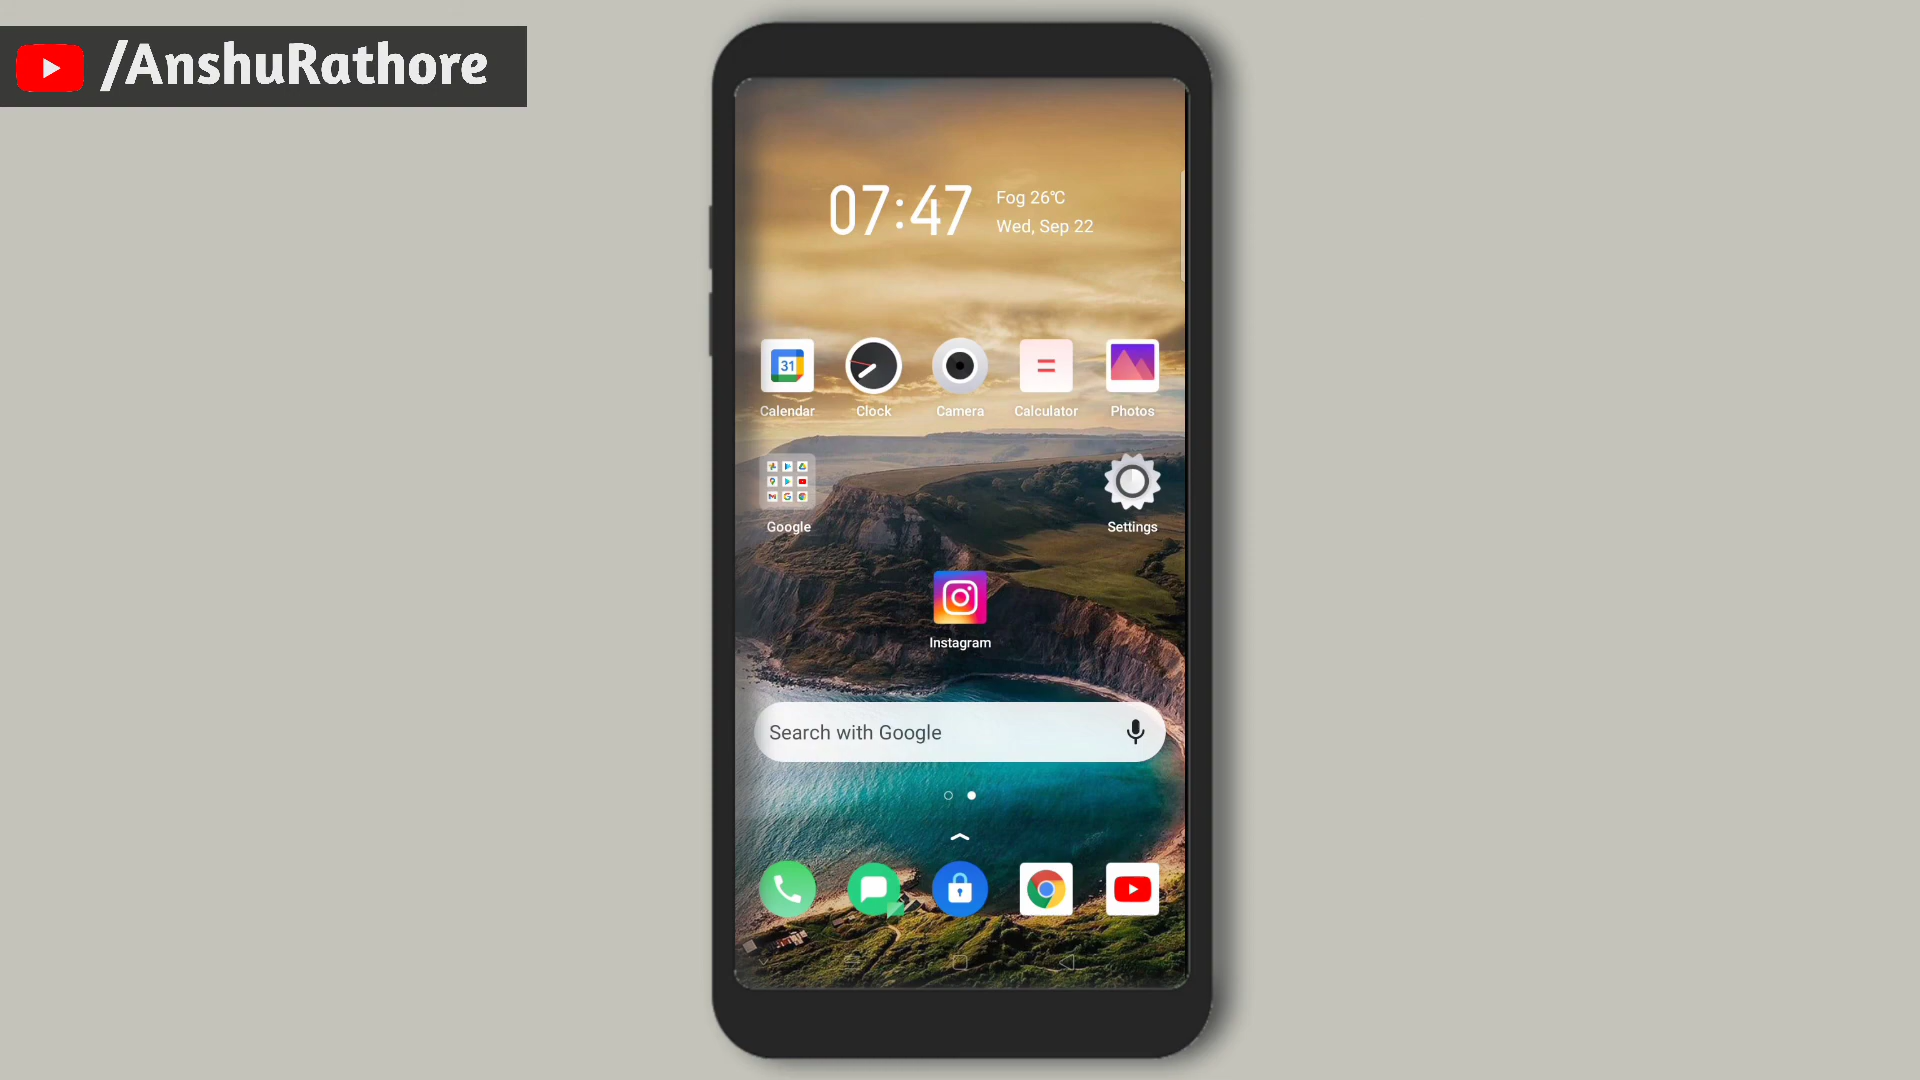 /AnshuRathore
07:47
Fog 26℃
Wed, Sep 22
31
Calendar
Clock
Camera
Calculator
Photos
Google
Settings
Instagram
Search with Google